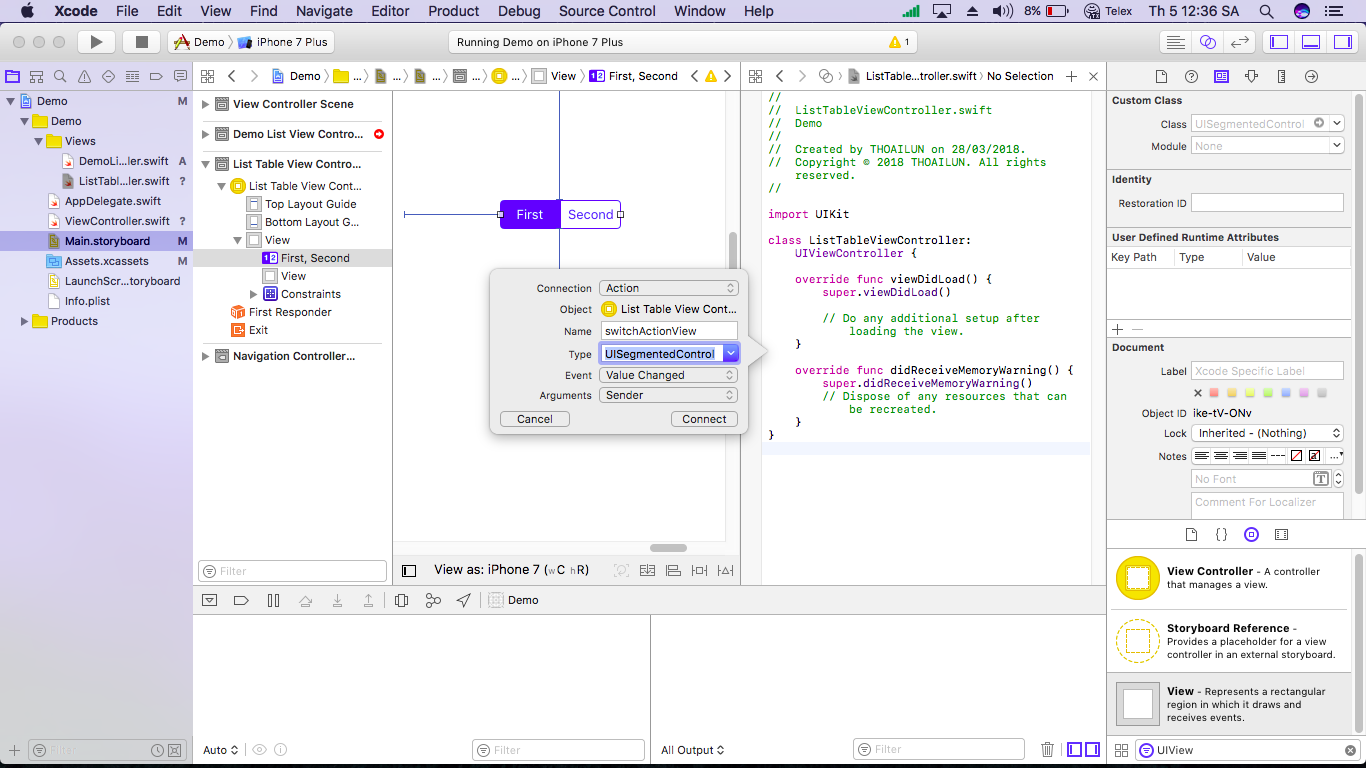 Xcode File Edit View Find Navigate Editor Product Debug Source Control Window Help 8% Telex Th 5 12:36 SA
Demo iPhone 7 Plus Running Demo on iPhone 7 Plus 1
Demo ... ... ... ... ... View 12 First, Second ListTable...troller.swift No Selection
Demo M
Demo
Views
DemoLi...ler.swift A
ListTabl...ler.swift ?
AppDelegate.swift
ViewController.swift ?
Main.storyboard M
Assets.xcassets M
LaunchScr...toryboard
Info.plist
Products
Filter
View Controller Scene
Demo List View Contro...
List Table View Contro...
List Table View Cont...
Top Layout Guide
Bottom Layout G...
View
12 First, Second
View
Constraints
First Responder
Exit
Navigation Controller...
Filter
First Second
Connection Action
Object List Table View Cont...
Name switchActionView
Type UISegmentedControl
Event Value Changed
Arguments Sender
Cancel Connect
View as: iPhone 7 (wC hR)
//
// ListTableViewController.swift
// Demo
//
// Created by THOAILUN on 28/03/2018.
// Copyright © 2018 THOAILUN. All rights
reserved.
//
import UIKit
class ListTableViewController:
UIViewController {
override func viewDidLoad() {
super.viewDidLoad()
// Do any additional setup after
loading the view.
}
override func didReceiveMemoryWarning() {
super.didReceiveMemoryWarning()
// Dispose of any resources that can
be recreated.
}
}
Demo
Auto Filter All Output Filter
Custom Class
Class UISegmentedControl
Module None
Identity
Restoration ID
User Defined Runtime Attributes
Key Path Type Value
Document
Label Xcode Specific Label
Object ID ike-tV-ONv
Lock Inherited - (Nothing)
Notes
No Font T
Comment For Localizer
View Controller - A controller
that manages a view.
Storyboard Reference -
Provides a placeholder for a view
controller in an external storyboard.
View - Represents a rectangular
region in which it draws and
receives events.
UIView